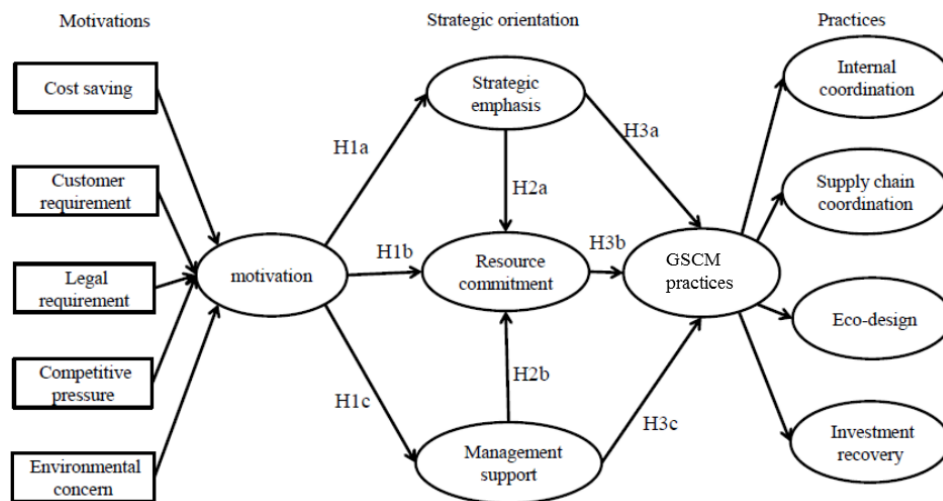 Motivations
Strategic orientation
Practices
Cost saving
Customer
requirement
Legal
requirement
Competitive
pressure
Environmental
concern
motivation
H1a
H1b
H1c
Strategic
emphasis
H2a
Resource
commitment
H2b
Management
support
H3a
H3b
H3c
GSCM
practices
Internal
coordination
Supply chain
coordination
Eco-design
Investment
recovery